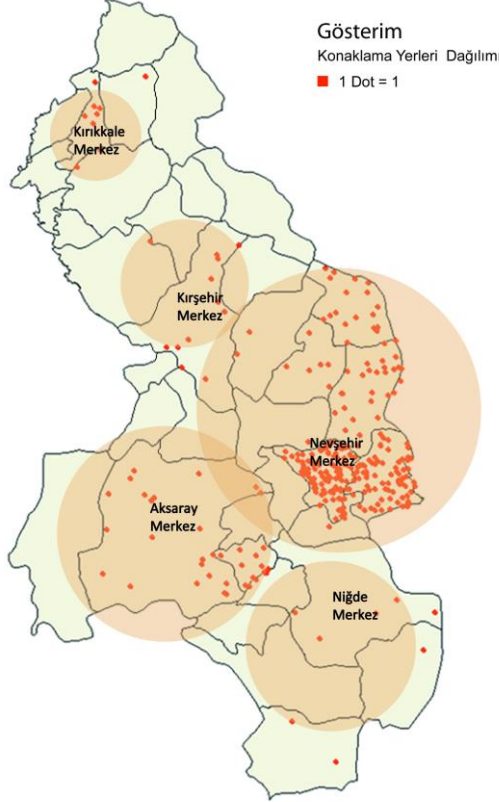 Gösterim
Konaklama Yerleri Dağılımı
1 Dot = 1
Kırıkkale
Merkez
Kırşehir
Merkez
Nevşehir
Merkez
Aksaray
Merkez
Niğde
Merkez